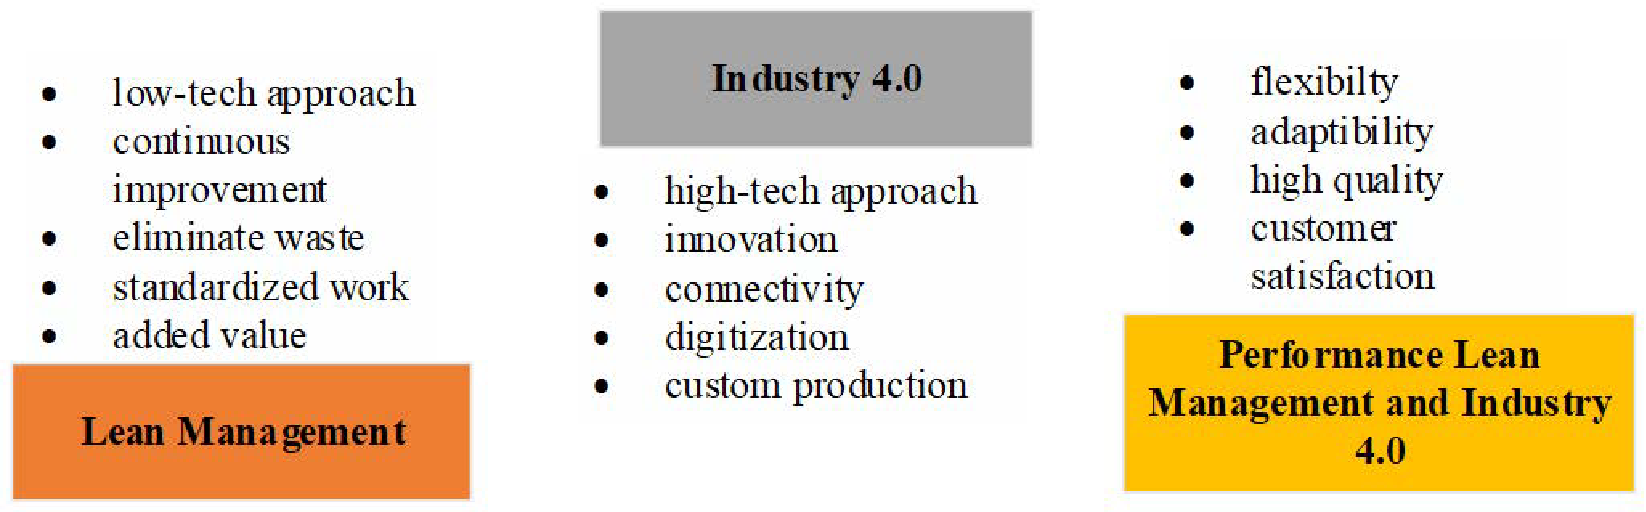 • low-tech approach
• continuous
improvement
• eliminate waste
• standardized work
• added value
Lean Management
Industry 4.0
• high-tech approach
• innovation
• connectivity
• digitization
• custom production
• flexibilty
• adaptibility
• high quality
• customer
satisfaction
Performance Lean
Management and Industry
4.0